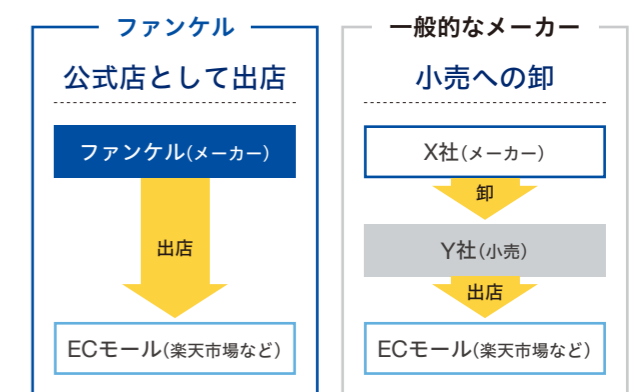 ファンケル
公式店として出店
ファンケル(メーカー)
出店
ECモール(楽天市場など)
一般的なメーカー
小売への卸
X社(メーカー)
卸
Y社(小売)
出店
ECモール(楽天市場など)